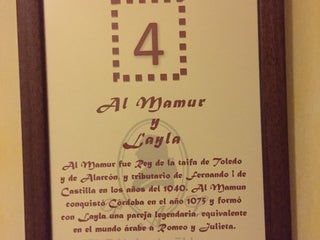 4
Al Mamur
y
Layla
Al Mamur fue Rey de la taifa de Toledo
y de Alarcón, y tributario de Fernando I de
Castilla en los años del 1040. Al Mamun
conquistó Córdoba en el año 1075 y formó
con Layla una pareja legendaria, equivalente
en el mundo árabe a Romeo y Julieta.